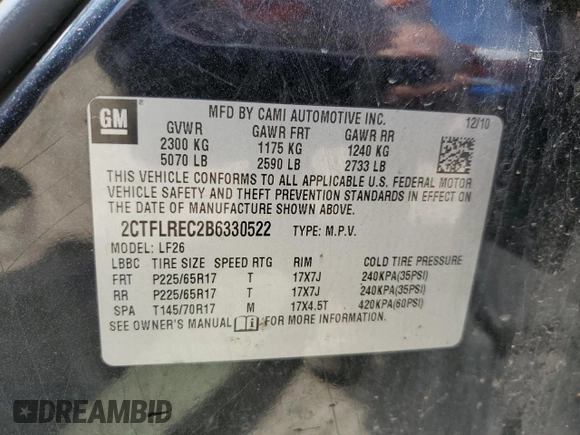 GM
MFD BY CAMI AUTOMOTIVE INC. 12/10
GVWR GAWR FRT GAWR RR
2300 KG 1175 KG 1240 KG
5070 LB 2590 LB 2733 LB
THIS VEHICLE CONFORMS TO ALL APPLICABLE U.S. FEDERAL MOTOR
VEHICLE SAFETY AND THEFT PREVENTION STANDARDS IN EFFECT ON
THE DATE OF MANUFACTURE SHOWN ABOVE.
2CTFLREC2B6330522 TYPE: M.P.V.
MODEL: LF26
LBBC TIRE SIZE SPEED RTG RIM COLD TIRE PRESSURE
FRT P225/65R17 T 17X7J 240KPA(35PSI)
RR P225/65R17 T 17X7J 240KPA(35PSI)
SPA T145/70R17 M 17X4.5T 420KPA(60PSI)
SEE OWNER'S MANUAL FOR MORE INFORMATION.
DREAMBID